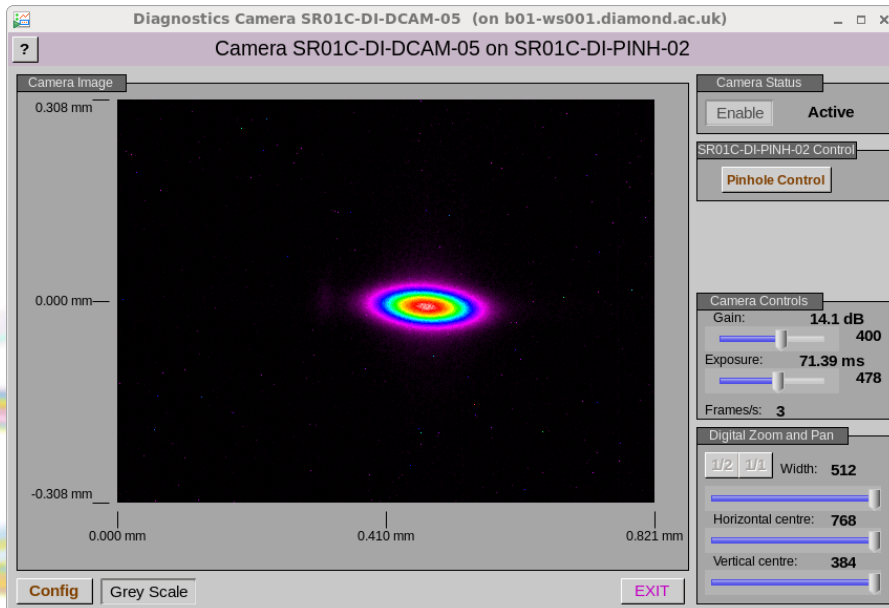 Diagnostics Camera SR01C-DI-DCAM-05 (on b01-ws001.diamond.ac.uk)
?
Camera SR01C-DI-DCAM-05 on SR01C-DI-PINH-02
Camera Image
0.308 mm
0.000 mm
-0.308 mm
0.000 mm
0.410 mm
0.821 mm
Config
Grey Scale
EXIT
Camera Status
Enable
Active
SR01C-DI-PINH-02 Control
Pinhole Control
Camera Controls
Gain: 14.1 dB
400
Exposure: 71.39 ms
478
Frames/s: 3
Digital Zoom and Pan
1/2 1/1 Width: 512
Horizontal centre: 768
Vertical centre: 384